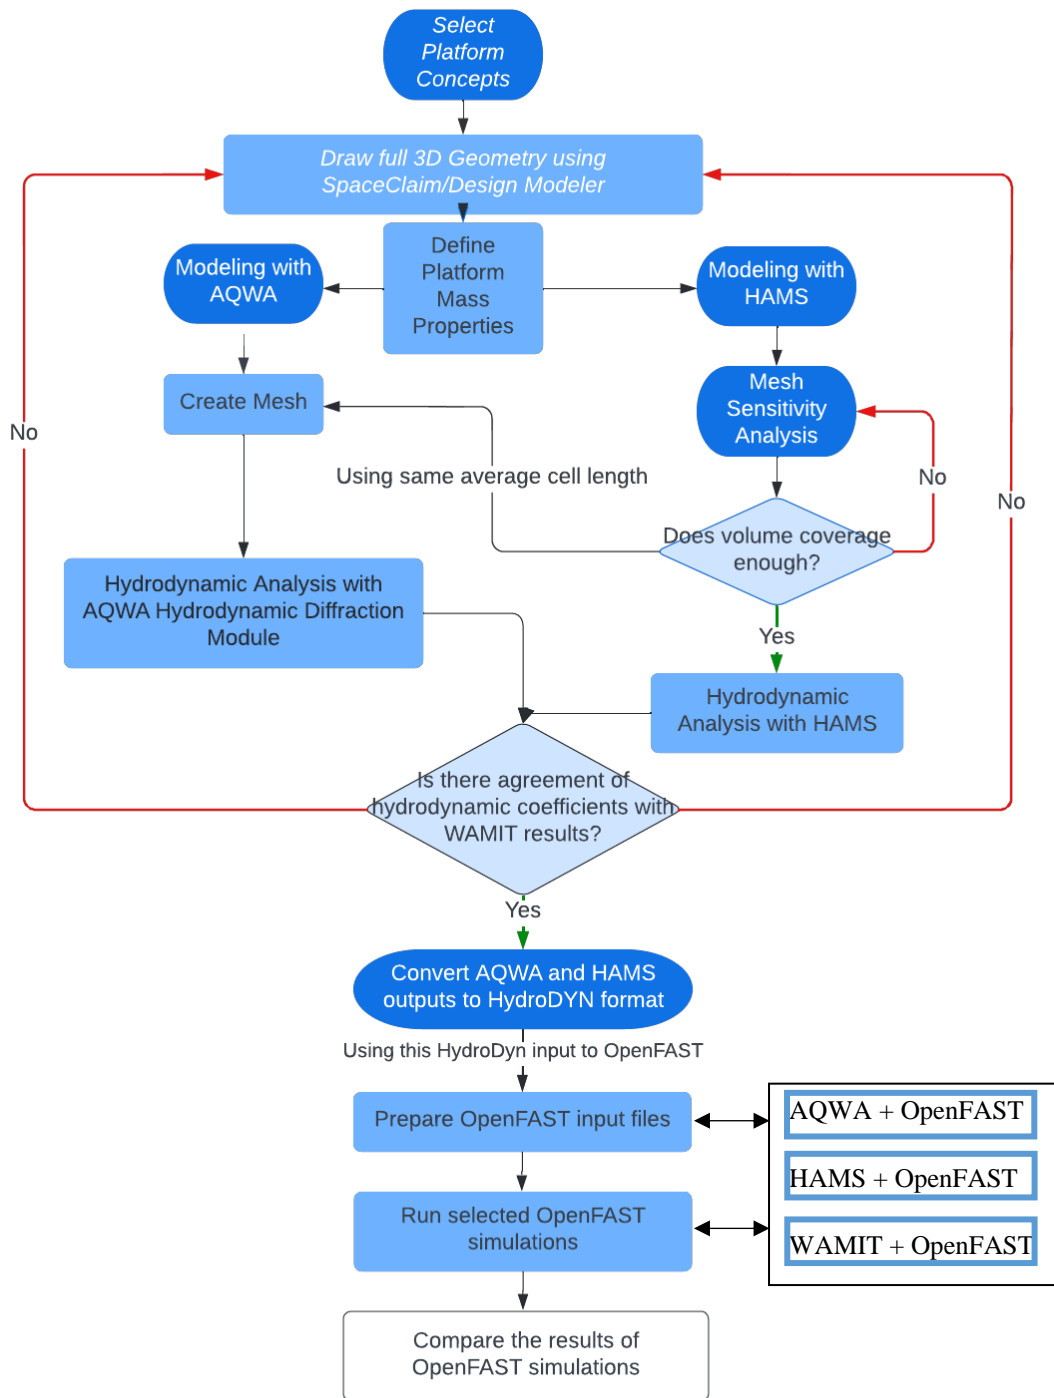 Select
Platform
Concepts
Draw full 3D Geometry using
SpaceClaim/Design Modeler
Define
Platform
Mass
Properties
Modeling with
AQWA
Modeling with
HAMS
Create Mesh
Mesh
Sensitivity
Analysis
No
Using same average cell length
No
No
Does volume coverage
enough?
Hydrodynamic Analysis with
AQWA Hydrodynamic Diffraction
Module
Yes
Hydrodynamic
Analysis with HAMS
Is there agreement of
hydrodynamic coefficients with
WAMIT results?
Yes
Convert AQWA and HAMS
outputs to HydroDYN format
Using this HydroDyn input to OpenFAST
Prepare OpenFAST input files
AQWA + OpenFAST
HAMS + OpenFAST
WAMIT + OpenFAST
Run selected OpenFAST
simulations
Compare the results of
OpenFAST simulations